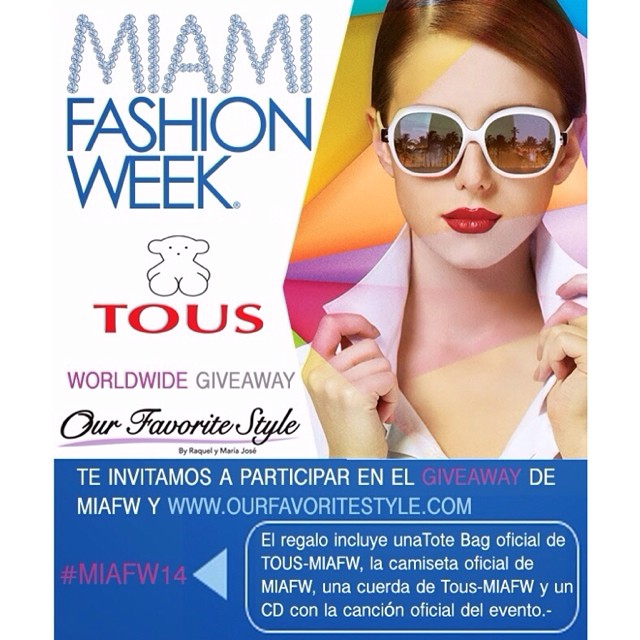 MIAMI
FASHION
WEEK®
TOUS
WORLDWIDE GIVEAWAY
Our Favorite Style
By Raquel y María José
TE INVITAMOS A PARTICIPAR EN EL GIVEAWAY DE
MIAFW Y WWW.OURFAVORITESTYLE.COM
#MIAFW14
El regalo incluye unaTote Bag oficial de
TOUS-MIAFW, la camiseta oficial de
MIAFW, una cuerda de Tous-MIAFW y un
CD con la canción oficial del evento.-